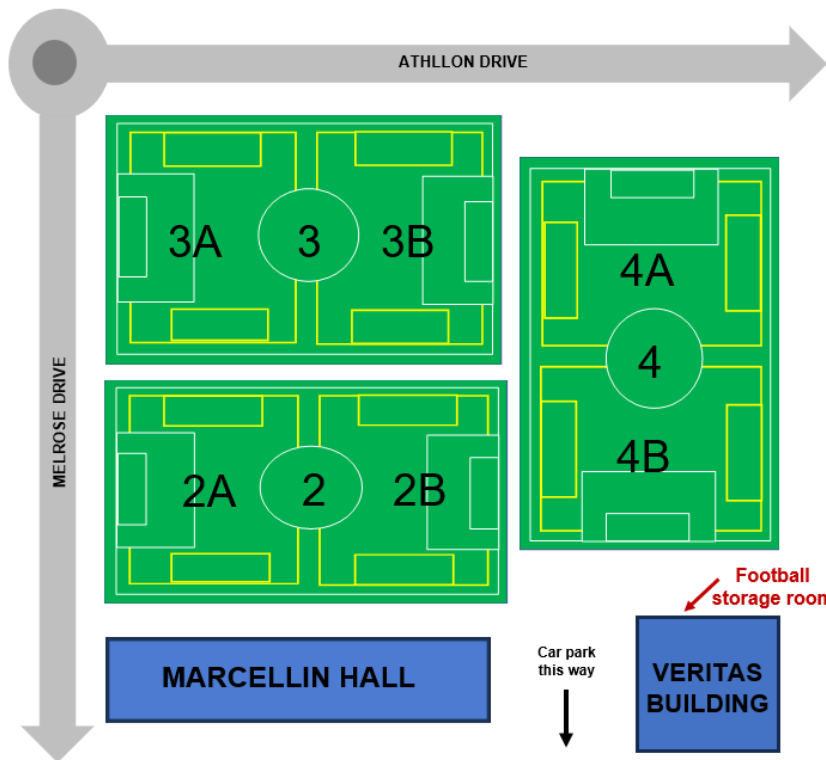 ATHLLON DRIVE
MELROSE DRIVE
3A
3
3B
4A
4
4B
2A
2
2B
Football
storage room
MARCELLIN HALL
Car park
this way
VERITAS
BUILDING